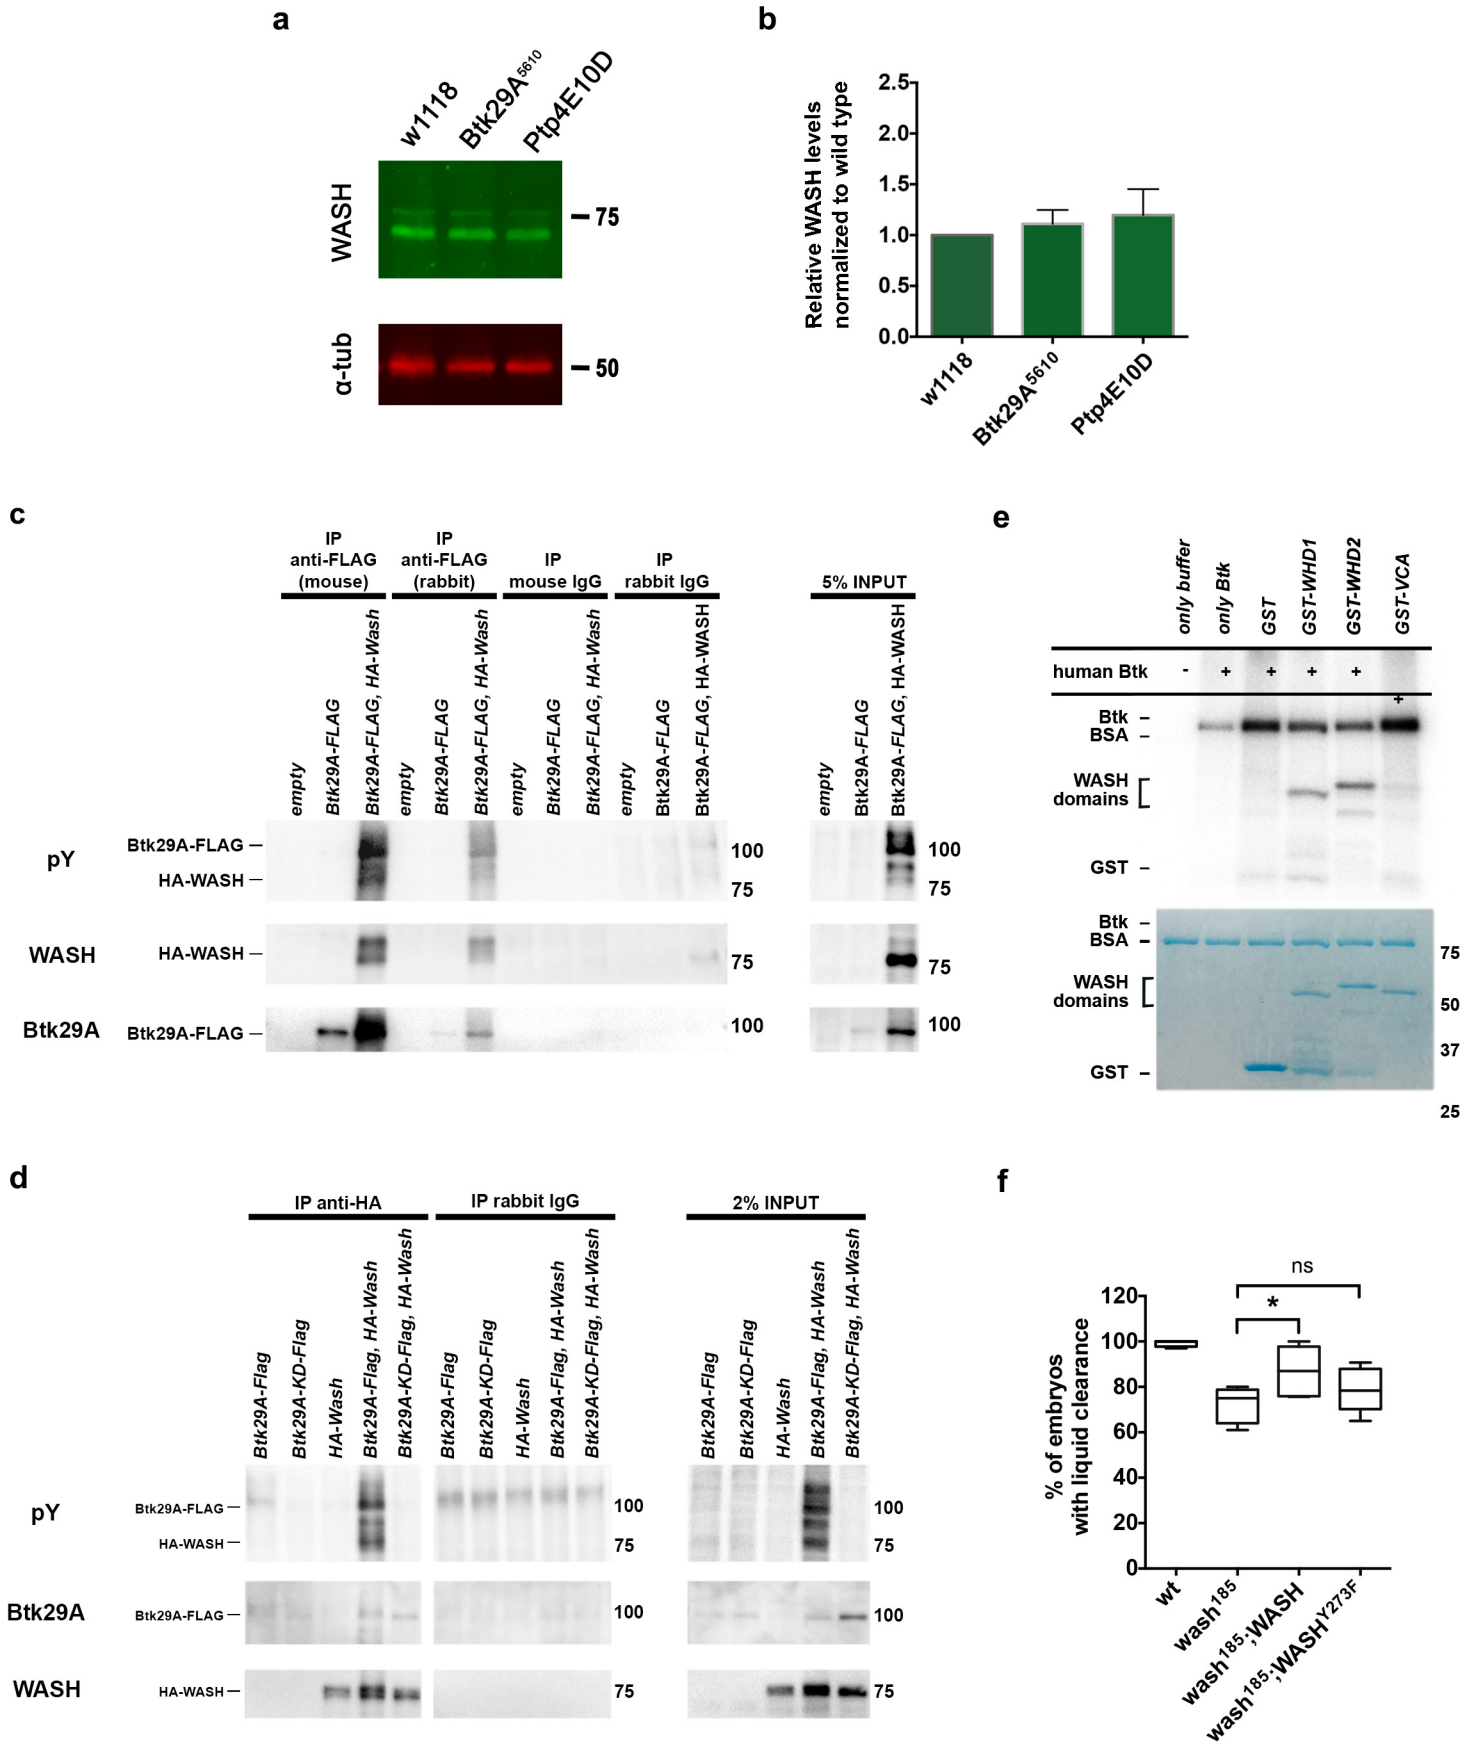 a
w1118
Btk29A5610
Ptp4E10D
WASH
75
α-tub
50
b
Relative WASH levels
normalized to wild type
2.5
2.0
1.5
1.0
0.5
0.0
w1118
Btk29A5610
Ptp4E10D
c
IP
anti-FLAG
(mouse)
IP
anti-FLAG
(rabbit)
IP
mouse IgG
IP
rabbit IgG
5% INPUT
empty
Btk29A-FLAG
Btk29A-FLAG, HA-Wash
empty
Btk29A-FLAG
Btk29A-FLAG, HA-Wash
empty
Btk29A-FLAG
Btk29A-FLAG, HA-Wash
empty
Btk29A-FLAG
Btk29A-FLAG, HA-WASH
empty
Btk29A-FLAG
Btk29A-FLAG, HA-WASH
pY
Btk29A-FLAG
HA-WASH
100
75
100
75
WASH
HA-WASH
75
75
Btk29A
Btk29A-FLAG
100
100
e
only buffer
only Btk
GST
GST-WHD1
GST-WHD2
GST-VCA
human Btk - + + + + +
Btk
BSA
WASH
domains
GST
Btk
BSA
WASH
domains
GST
75
50
37
25
d
IP anti-HA
IP rabbit IgG
2% INPUT
Btk29A-Flag
Btk29A-KD-Flag
HA-Wash
Btk29A-Flag, HA-Wash
Btk29A-KD-Flag, HA-Wash
Btk29A-Flag
Btk29A-KD-Flag
HA-Wash
Btk29A-Flag, HA-Wash
Btk29A-KD-Flag, HA-Wash
Btk29A-Flag
Btk29A-KD-Flag
HA-Wash
Btk29A-Flag, HA-Wash
Btk29A-KD-Flag, HA-Wash
pY
Btk29A-FLAG
HA-WASH
100
75
100
75
Btk29A
Btk29A-FLAG
100
100
WASH
HA-WASH
75
75
f
% of embryos
with liquid clearance
120
100
80
60
40
20
0
ns
*
wt
wash185
wash185;WASH
wash185;WASHY273F